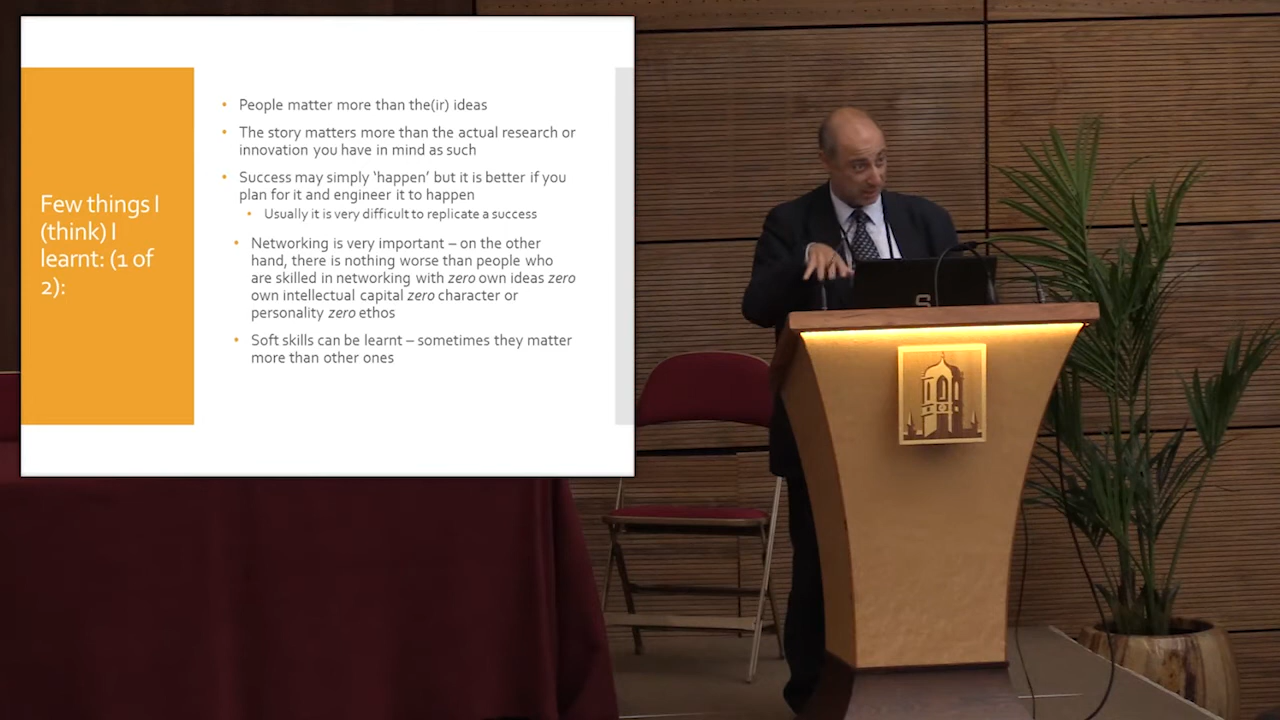 Few things I
(think) I
learnt: (1 of
2):
• People matter more than the(ir) ideas
• The story matters more than the actual research or
innovation you have in mind as such
• Success may simply ‘happen’ but it is better if you
plan for it and engineer it to happen
• Usually it is very difficult to replicate a success
• Networking is very important – on the other
hand, there is nothing worse than people who
are skilled in networking with zero own ideas zero
own intellectual capital zero character or
personality zero ethos
• Soft skills can be learnt – sometimes they matter
more than other ones